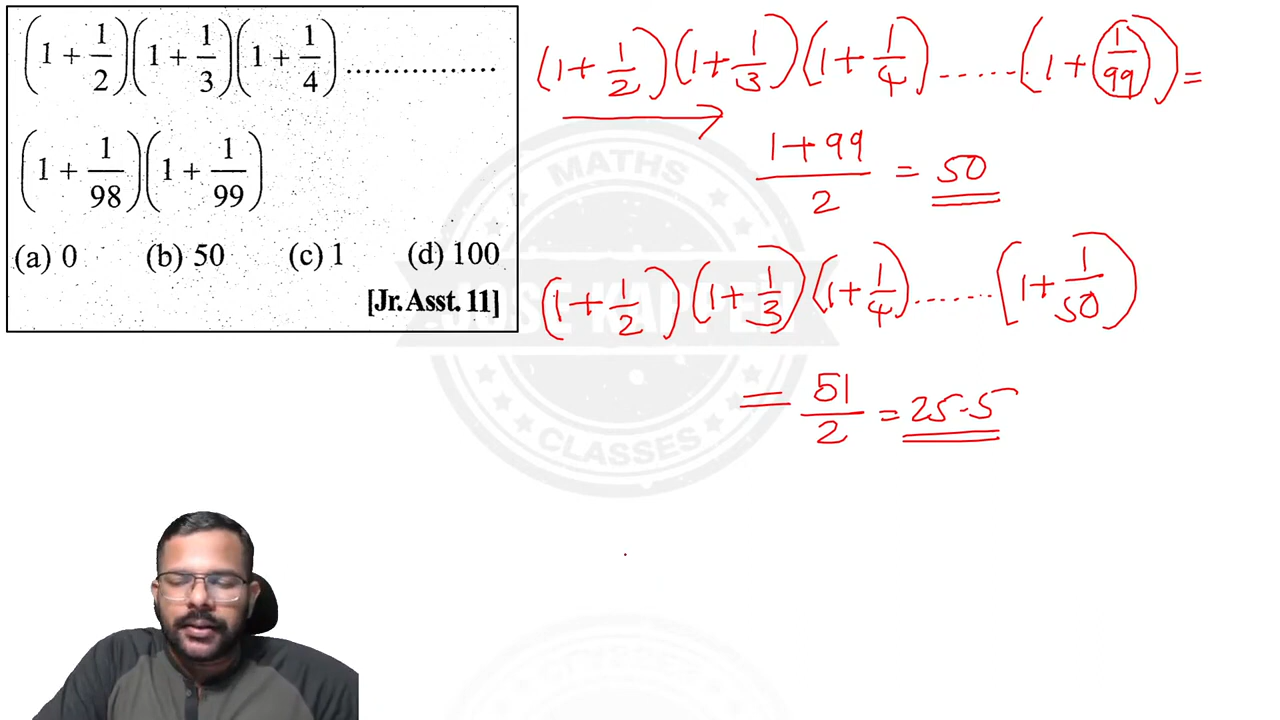 (1 + 1/2)(1 + 1/3)(1 + 1/4)................
(1 + 1/98)(1 + 1/99)
(a) 0 (b) 50 (c) 1 (d) 100
[Jr. Asst. 11]
(1+1/2)(1+1/3)(1+1/4)......(1+1/99) =
1+99/2 = 50
(1+1/2)(1+1/3)(1+1/4)......(1+1/50)
= 51/2 = 25.5
MATHS
CLASSES